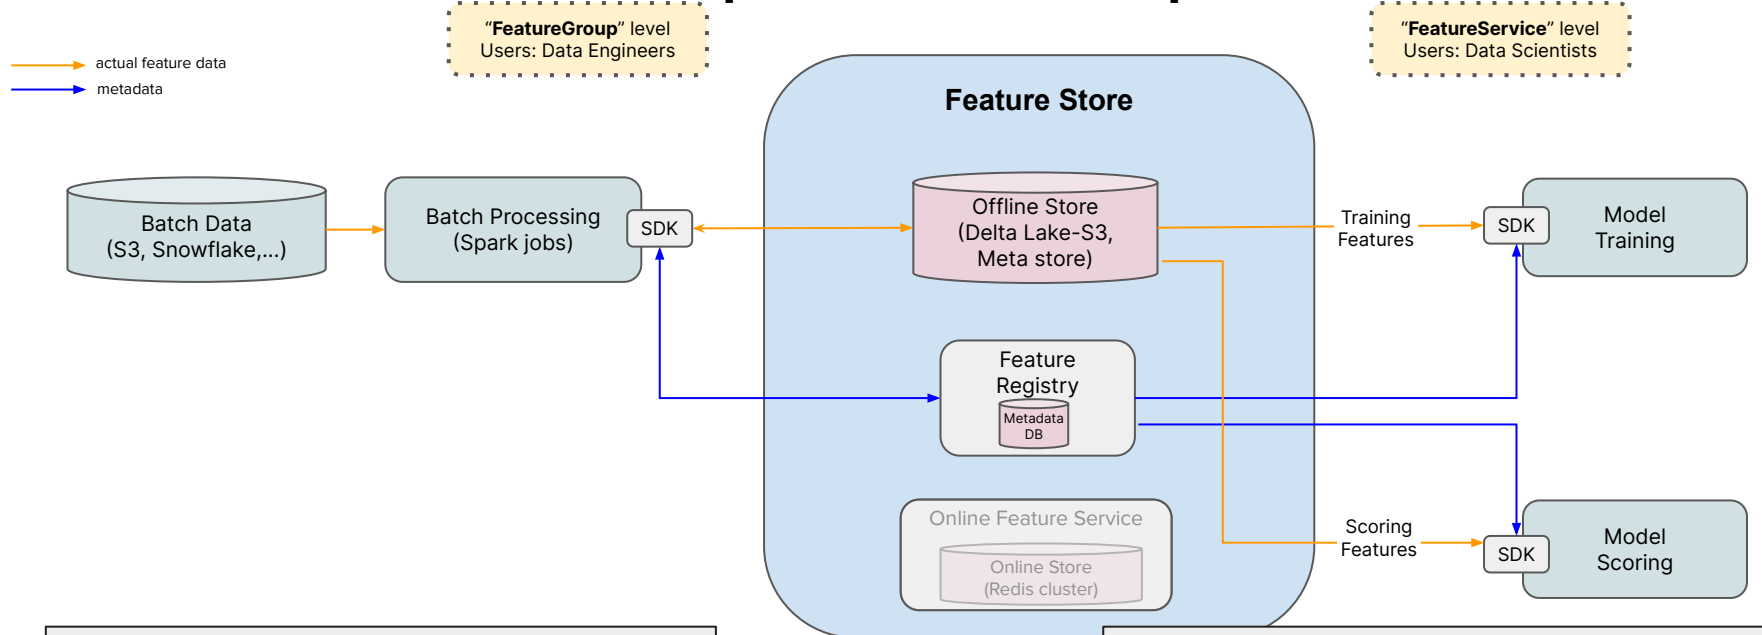 “FeatureGroup” level
Users: Data Engineers
“FeatureService” level
Users: Data Scientists
actual feature data
metadata
Feature Store
Batch Data
(S3, Snowflake,...)
Batch Processing
(Spark jobs)
SDK
Offline Store
(Delta Lake-S3,
Meta store)
Training
Features
SDK
Model
Training
Feature
Registry
Metadata
DB
Online Feature Service
Online Store
(Redis cluster)
Scoring
Features
SDK
Model
Scoring